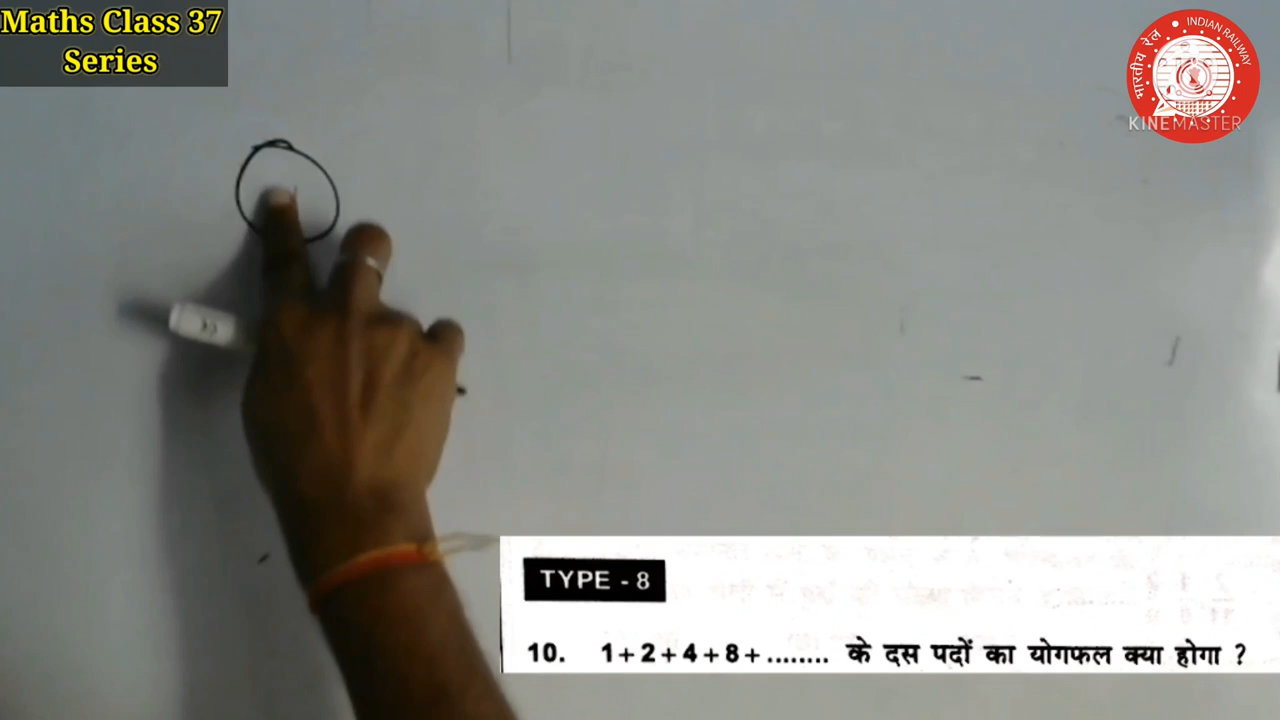 Maths Class 37
Series
भारतीय रेल
INDIAN RAILWAY
KINEMASTER
TYPE - 8
10. 1+2+4+8+........ के दस पदों का योगफल क्या होगा ?